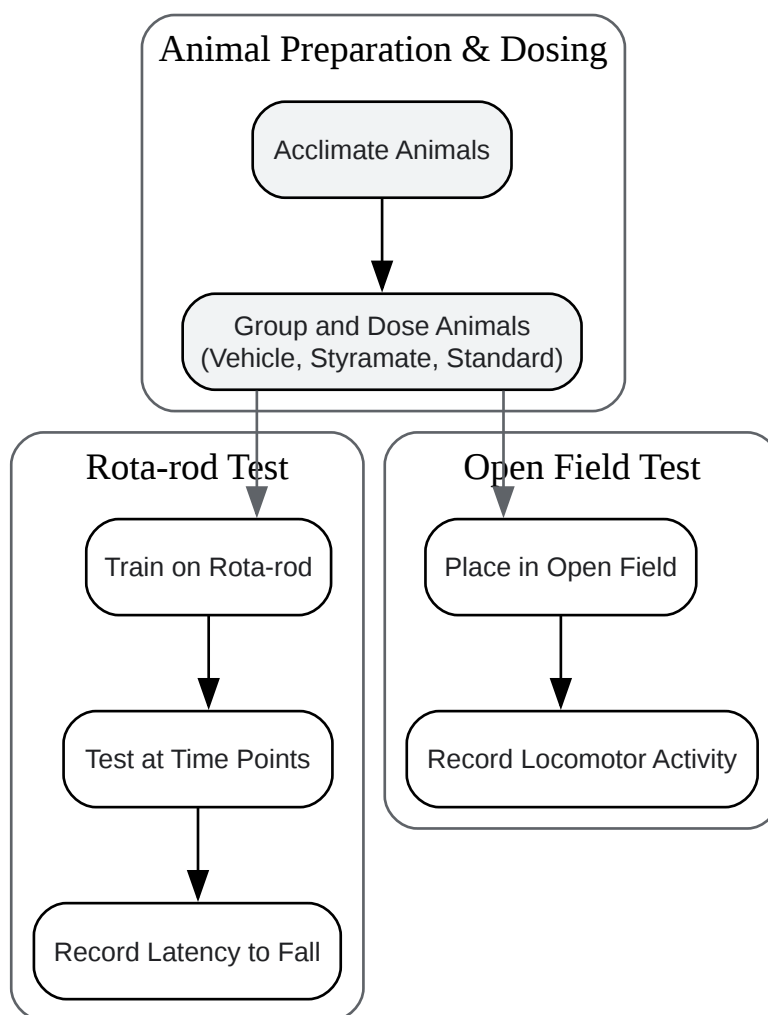 Animal Preparation & Dosing
Acclimate Animals
Group and Dose Animals
(Vehicle, Styramate, Standard)
Rota-rod Test
Train on Rota-rod
Test at Time Points
Record Latency to Fall
Open Field Test
Place in Open Field
Record Locomotor Activity